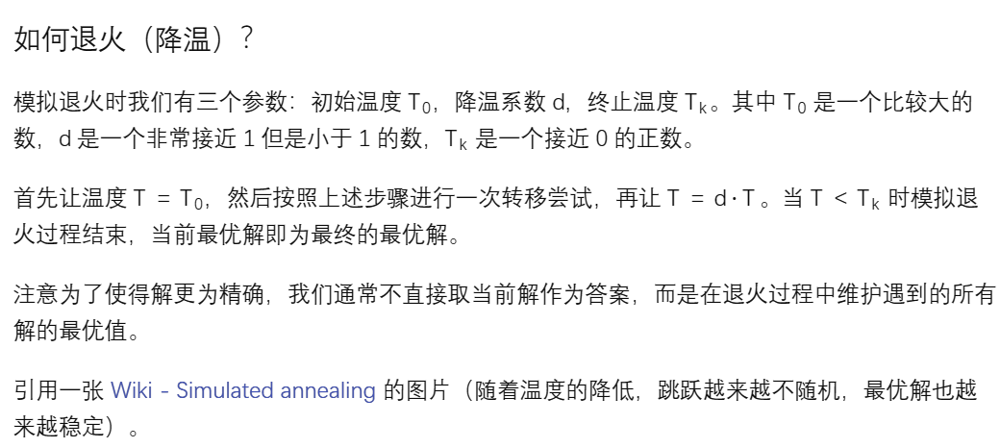 如何退火（降温）？
模拟退火时我们有三个参数：初始温度 T₀，降温系数 d，终止温度 Tₖ。其中 T₀ 是一个比较大的
数，d 是一个非常接近 1 但是小于 1 的数，Tₖ 是一个接近 0 的正数。
首先让温度 T = T₀，然后按照上述步骤进行一次转移尝试，再让 T = d·T。当 T < Tₖ 时模拟退
火过程结束，当前最优解即为最终的最优解。
注意为了使得解更为精确，我们通常不直接取当前解作为答案，而是在退火过程中维护遇到的所有
解的最优值。
引用一张 Wiki - Simulated annealing 的图片（随着温度的降低，跳跃越来越不随机，最优解也越
来越稳定）。